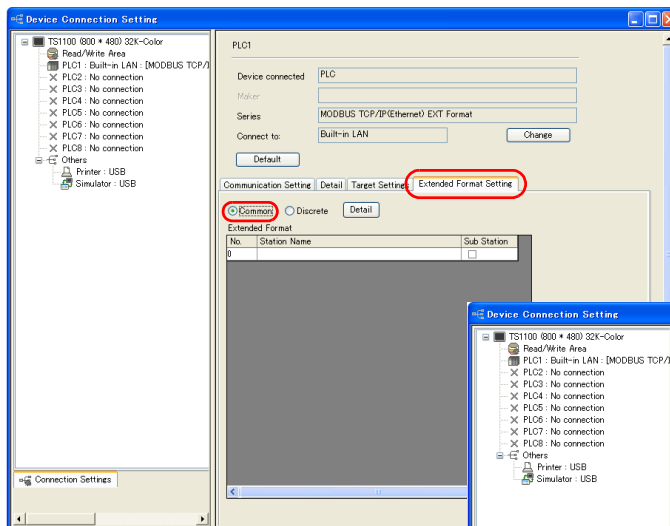 Device Connection Setting
TS1100 (800 * 480) 32K-Color
Read/Write Area
PLC1 : Built-in LAN : [MODBUS TCP/I
PLC2 : No connection
PLC3 : No connection
PLC4 : No connection
PLC5 : No connection
PLC6 : No connection
PLC7 : No connection
PLC8 : No connection
Others
Printer : USB
Simulator : USB
Connection Settings
PLC1
Device connected PLC
Maker
Series MODBUS TCP/IP(Ethernet) EXT Format
Connect to: Built-in LAN Change
Default
Communication Setting Detail Target Settings Extended Format Setting
Common Discrete Detail
Extended Format
No. Station Name Sub Station
0
Device Connection Setting
TS1100 (800 * 480) 32K-Color
Read/Write Area
PLC1 : Built-in LAN : [MODBUS TCP/I
PLC2 : No connection
PLC3 : No connection
PLC4 : No connection
PLC5 : No connection
PLC6 : No connection
PLC7 : No connection
PLC8 : No connection
Others
Printer : USB
Simulator : USB